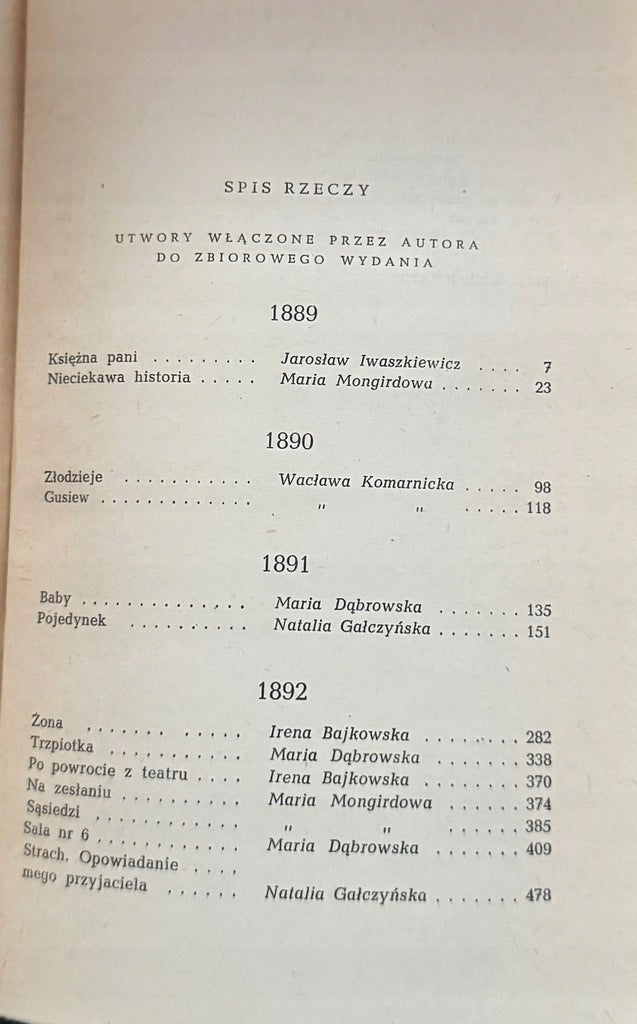 SPIS RZECZY
UTWORY WŁĄCZONE PRZEZ AUTORA
DO ZBIOROWEGO WYDANIA
1889
Księżna pani . . . . . . . . . Jarosław Iwaszkiewicz . . . . 7
Nieciekawa historia . . . . . Maria Mongirdowa . . . . . . . 23
1890
Złodzieje . . . . . . . . . . . Wacława Komarnicka . . . . . 98
Gusiew . . . . . . . . . . . . . " " . . . . . 118
1891
Baby . . . . . . . . . . . . . Maria Dąbrowska . . . . . . . 135
Pojedynek . . . . . . . . . . Natalia Gałczyńska . . . . . . . 151
1892
Żona . . . . . . . . . . . . Irena Bajkowska . . . . . . . . 282
Trzpiotka . . . . . . . . . . . Maria Dąbrowska . . . . . . . 338
Po powrocie z teatru . . . . Irena Bajkowska . . . . . . . . 370
Na zesłaniu . . . . . . . . . . Maria Mongirdowa . . . . . . 374
Sąsiedzi . . . . . . . . . . . . " " . . . . . . 385
Sala nr 6 . . . . . . . . . . . . Maria Dąbrowska . . . . . . . 409
Strach. Opowiadanie . . . .
mego przyjaciela . . . . . . Natalia Gałczyńska . . . . . . . 478